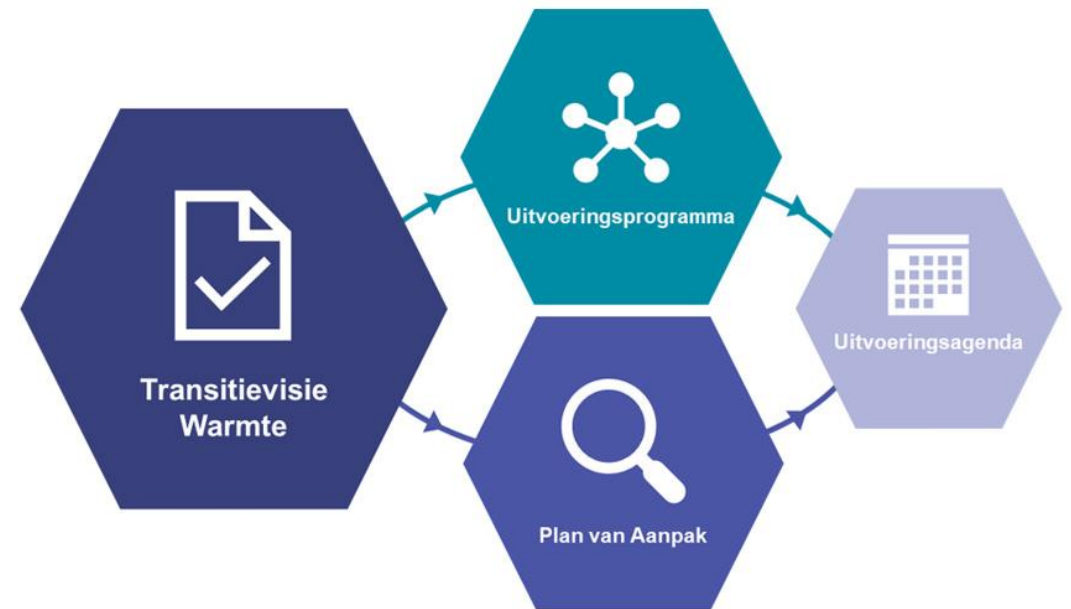 Transitievisie
Warmte
Uitvoeringsprogramma
Plan van Aanpak
Uitvoeringsagenda